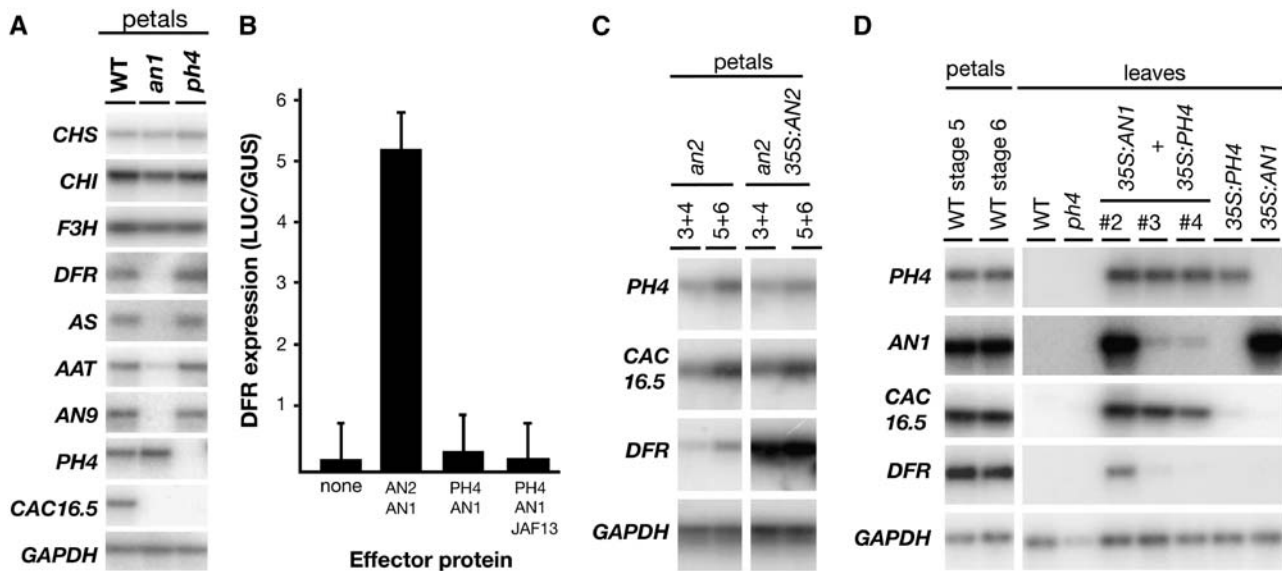 A
petals
WT
an1
ph4
CHS
CHI
F3H
DFR
AS
AAT
AN9
PH4
CAC16.5
GAPDH
B
DFR expression (LUC/GUS)
6
5
4
3
2
1
none
AN2
AN1
PH4
AN1
PH4
AN1
JAF13
Effector protein
C
petals
an2
an2
35S:AN2
3+4
5+6
3+4
5+6
PH4
CAC
16.5
DFR
GAPDH
D
petals
leaves
WT stage 5
WT stage 6
WT
ph4
35S:AN1
+
35S:PH4
#2
#3
#4
35S:PH4
35S:AN1
PH4
AN1
CAC
16.5
DFR
GAPDH